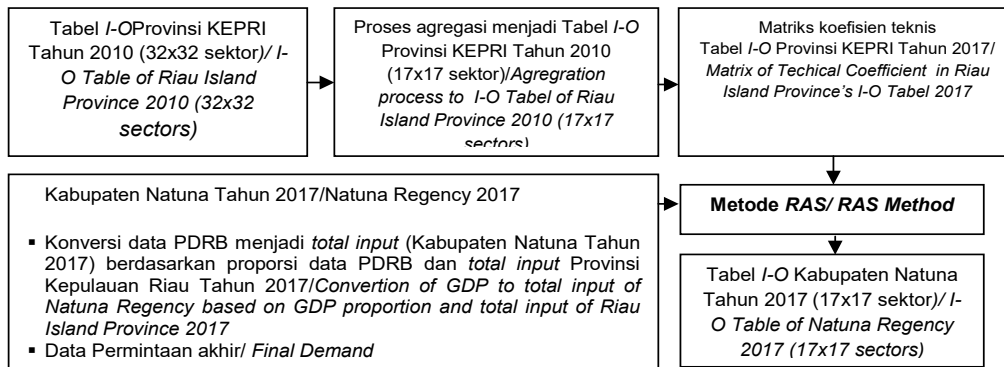 Tabel I-OProvinsi KEPRI
Tahun 2010 (32x32 sektor)/ I-
O Table of Riau Island
Province 2010 (32x32
sectors)
Proses agregasi menjadi Tabel I-O
Provinsi KEPRI Tahun 2010
(17x17 sektor)/Agregration
process to I-O Tabel of Riau
Island Province 2010 (17x17
sectors)
Matriks koefisien teknis
Tabel I-O Provinsi KEPRI Tahun 2017/
Matrix of Techical Coefficient in Riau
Island Province's I-O Tabel 2017
Kabupaten Natuna Tahun 2017/Natuna Regency 2017
▪ Konversi data PDRB menjadi total input (Kabupaten Natuna Tahun
2017) berdasarkan proporsi data PDRB dan total input Provinsi
Kepulauan Riau Tahun 2017/Convertion of GDP to total input of
Natuna Regency based on GDP proportion and total input of Riau
Island Province 2017
▪ Data Permintaan akhir/ Final Demand
Metode RAS/ RAS Method
Tabel I-O Kabupaten Natuna
Tahun 2017 (17x17 sektor)/ I-
O Table of Natuna Regency
2017 (17x17 sectors)